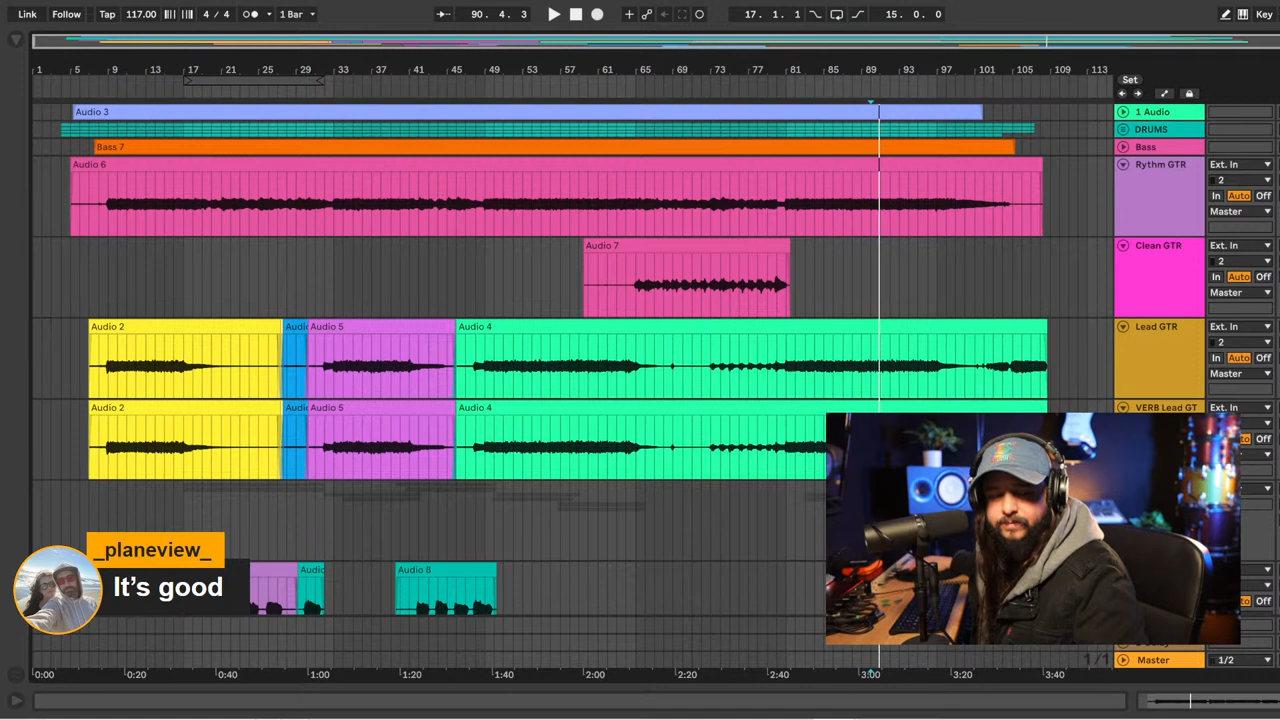 Link Follow Tap 117.00 4 / 4 1 Bar 90. 4. 3 17. 1. 1 15. 0. 0 Key
1 5 9 13 17 21 25 29 33 37 41 45 49 53 57 61 65 69 73 77 81 85 89 93 97 101 105 109 113
Set
Audio 3 1 Audio
DRUMS
Bass 7 Bass
Audio 6 Rythm GTR Ext. In
2
In Auto Off
Master
Audio 7 Clean GTR Ext. In
2
In Auto Off
Master
Audio 2 Audio 5 Audio 4 Lead GTR Ext. In
2
In Auto Off
Master
Audio 2 Audio 5 Audio 4 VERB Lead GT Ext. In
_planeview_
It's good
Audio 8
Off
1/1
Master 1/2
0:00 0:20 0:40 1:00 1:20 1:40 2:00 2:20 2:40 3:00 3:20 3:40